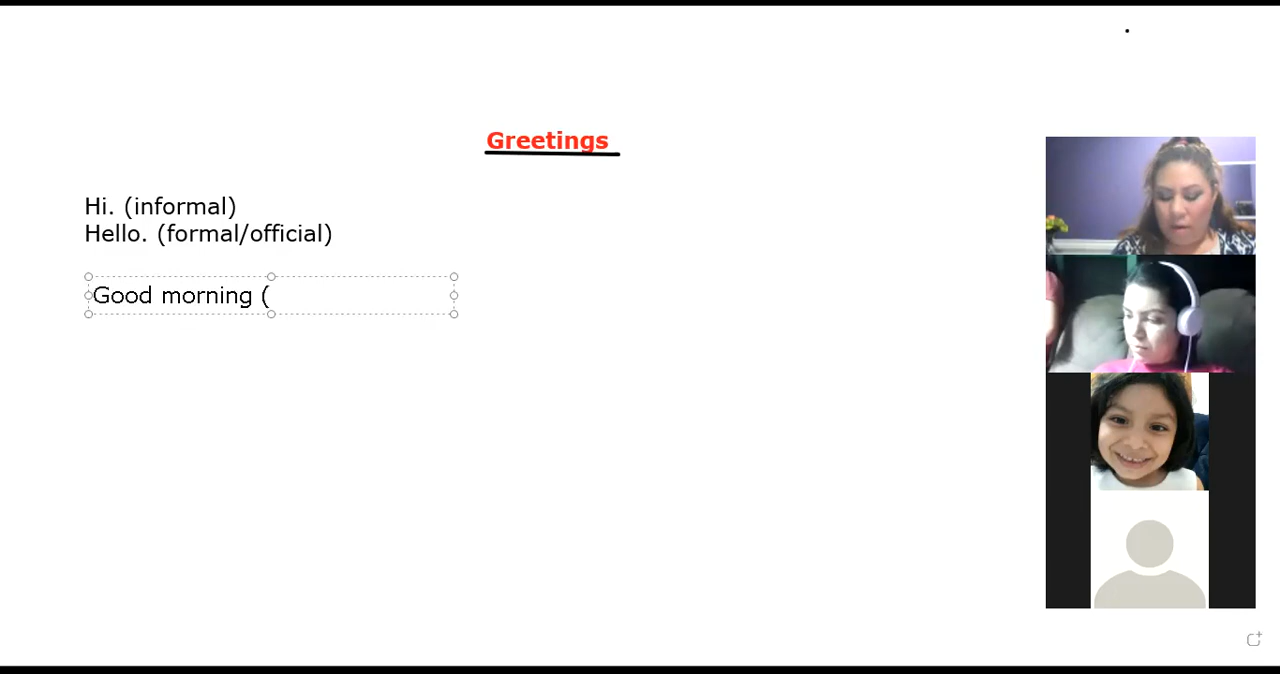 Greetings
Hi. (informal)
Hello. (formal/official)
Good morning (